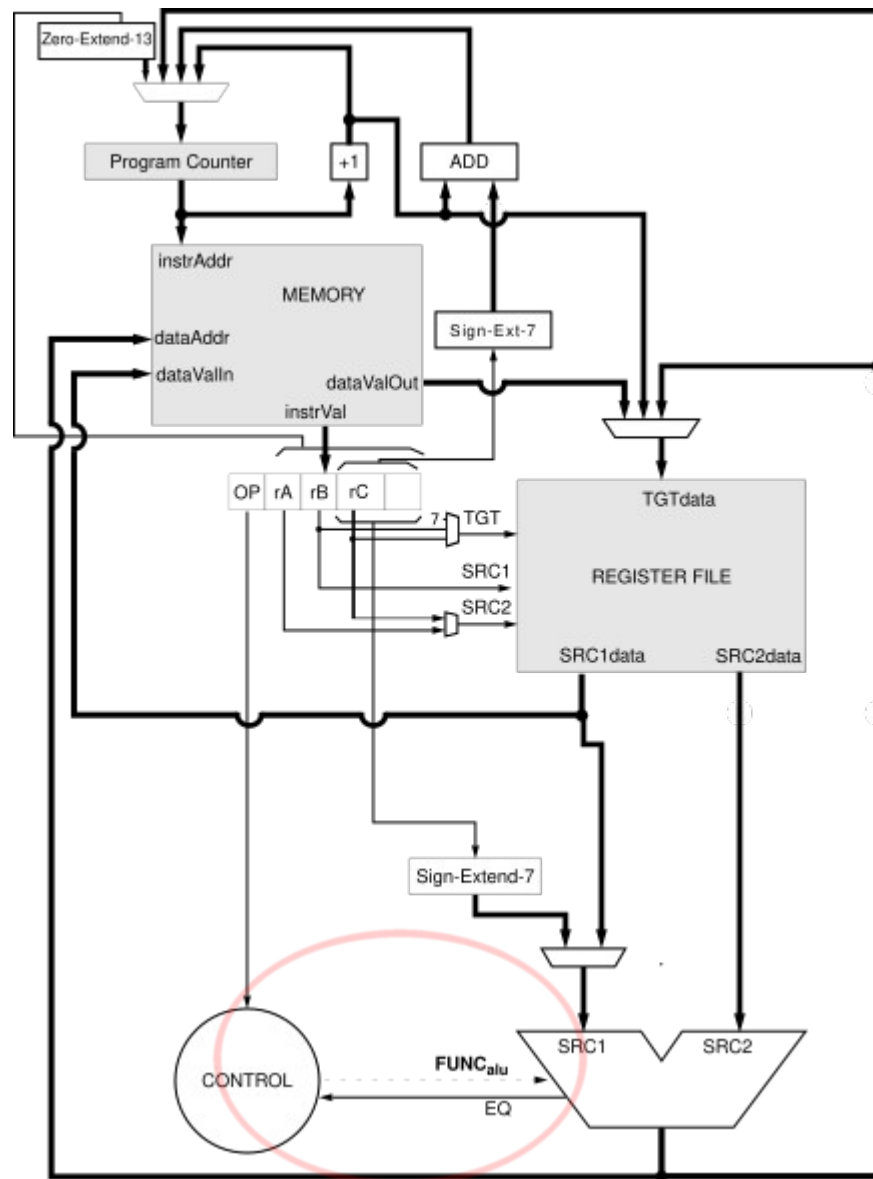 Zero-Extend-13
Program Counter
+1
ADD
instrAddr
MEMORY
Sign-Ext-7
dataAddr
dataValIn
dataValOut
instrVal
OP rA rB rC
7 TGT
TGTdata
SRC1
REGISTER FILE
SRC2
SRC1data SRC2data
Sign-Extend-7
SRC1 SRC2
CONTROL
FUNCalu
EQ